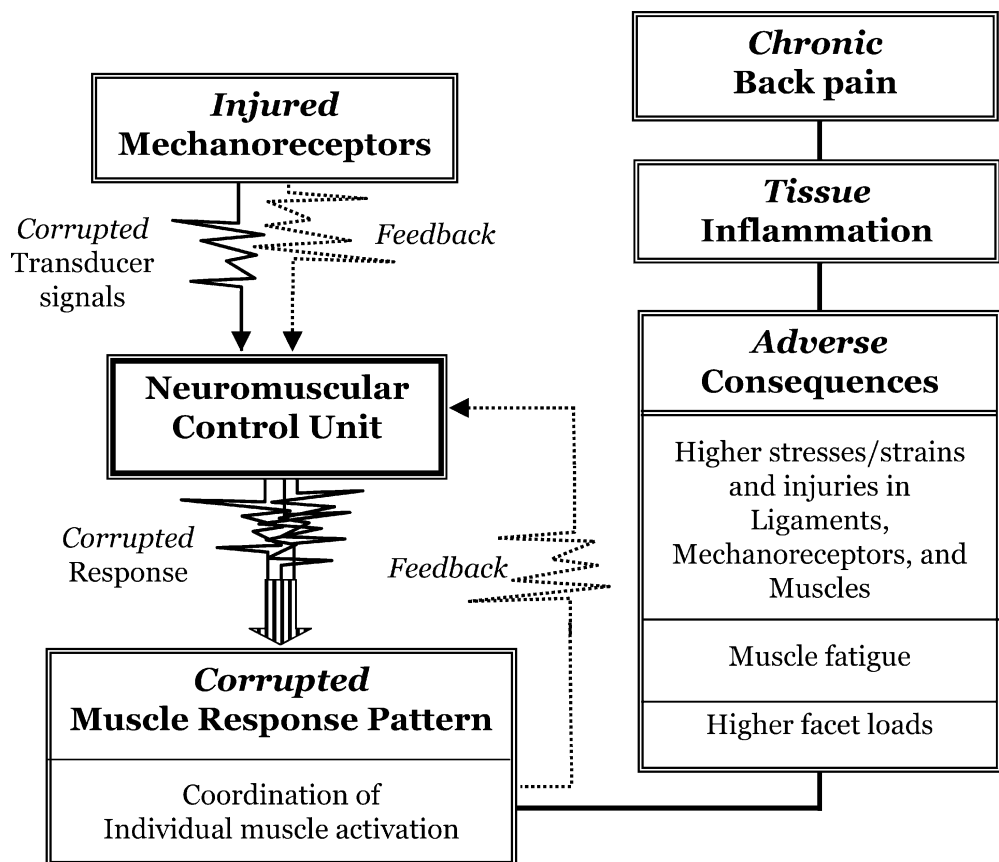 Injured
Mechanoreceptors
Corrupted
Transducer
signals
Feedback
Neuromuscular
Control Unit
Corrupted
Response
Feedback
Corrupted
Muscle Response Pattern
Coordination of
Individual muscle activation
Chronic
Back pain
Tissue
Inflammation
Adverse
Consequences
Higher stresses/strains
and injuries in
Ligaments,
Mechanoreceptors, and
Muscles
Muscle fatigue
Higher facet loads